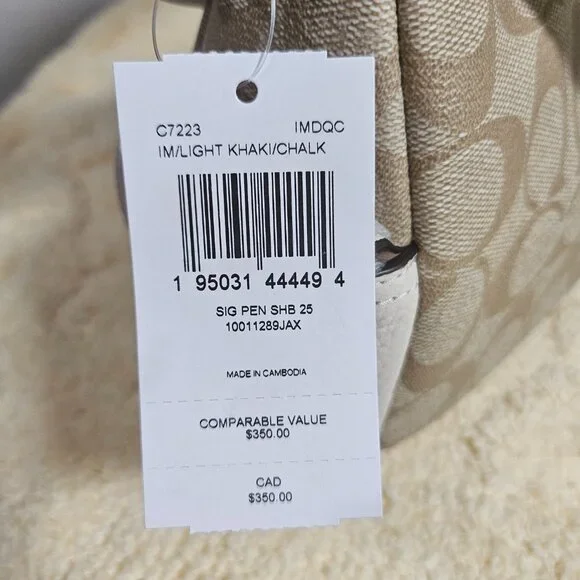 C7223 IMDQC
IM/LIGHT KHAKI/CHALK
1 95031 44449 4
SIG PEN SHB 25
10011289JAX
MADE IN CAMBODIA
COMPARABLE VALUE
$350.00
CAD
$350.00